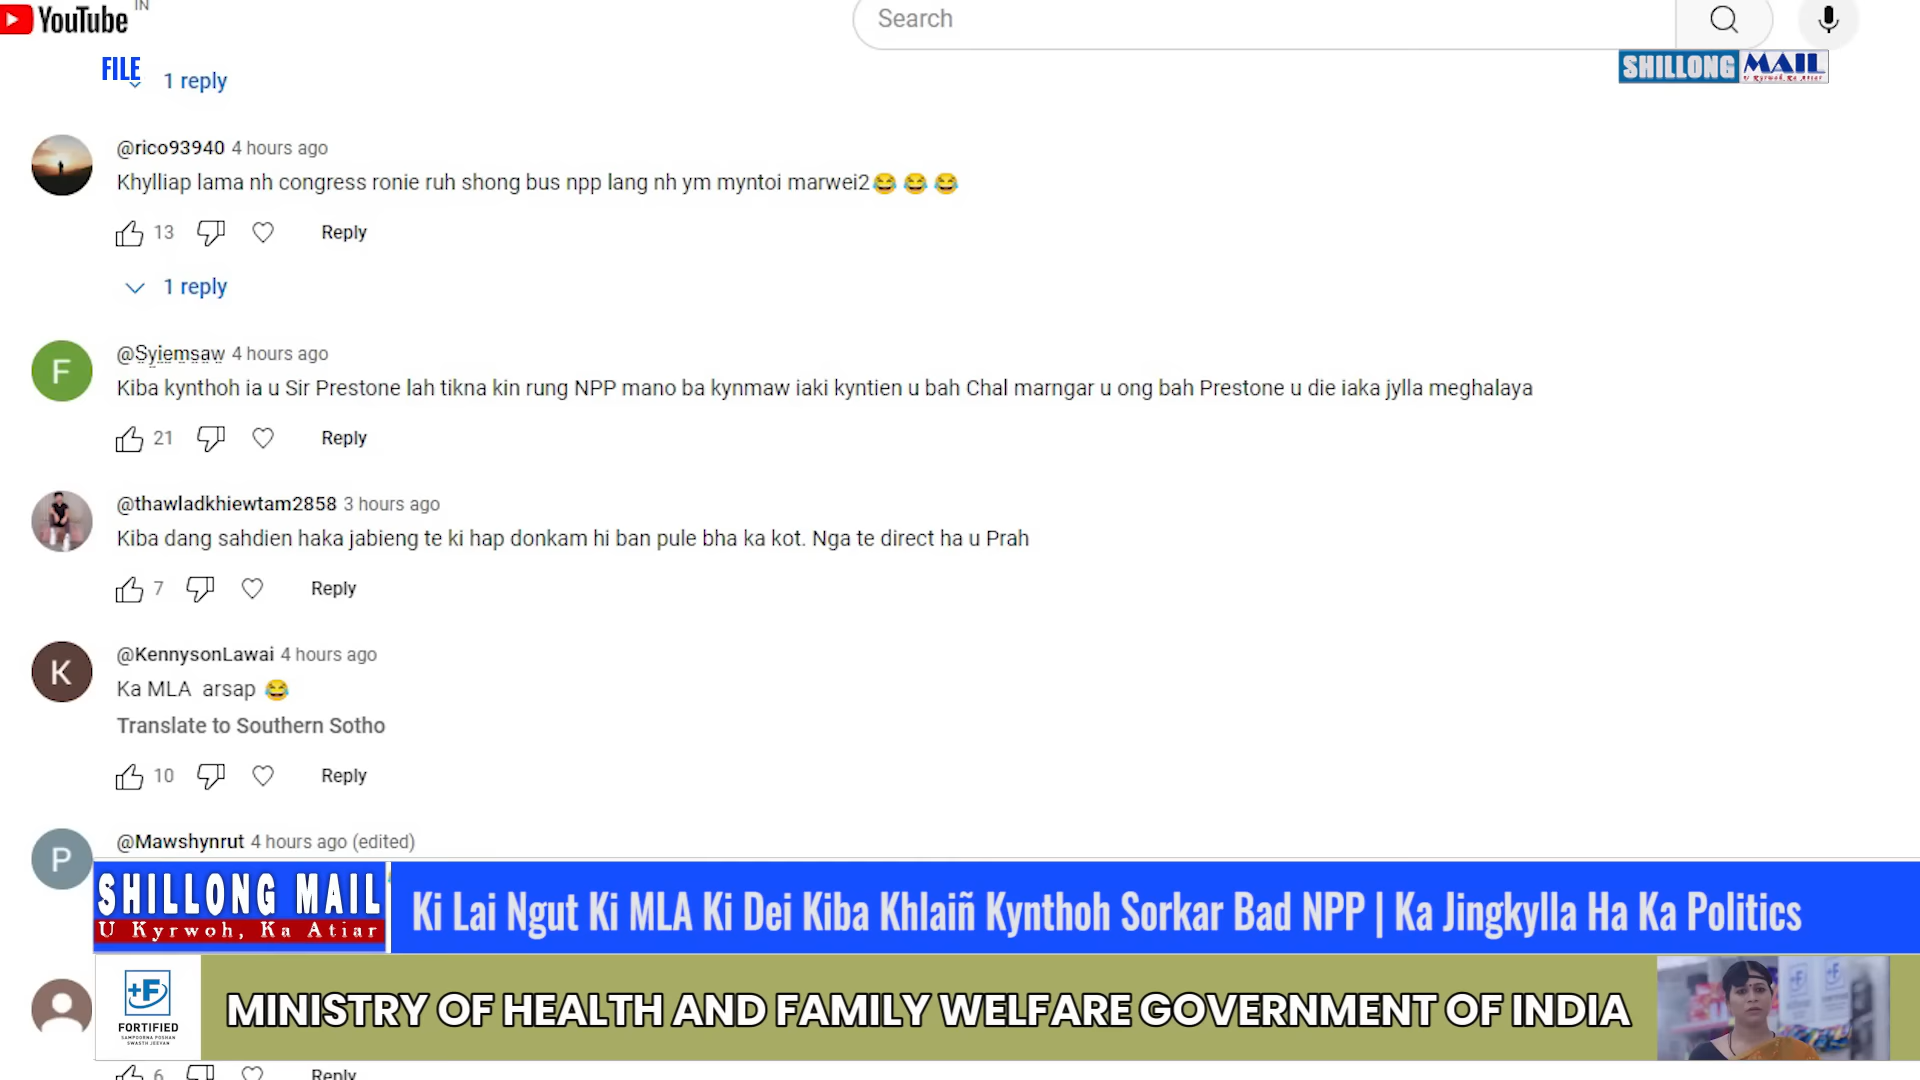 YouTube IN
Search
FILE
SHILLONG MAIL
U Kyrwoh, Ka Atiar
1 reply
@rico93940 4 hours ago
Khylliap lama nh congress ronie ruh shong bus npp lang nh ym myntoi marwei2😂😂😂
13 Reply
1 reply
F
@Syiemsaw 4 hours ago
Kiba kynthoh ia u Sir Prestone lah tikna kin rung NPP mano ba kynmaw iaki kyntien u bah Chal marngar u ong bah Prestone u die iaka jylla meghalaya
21 Reply
@thawladkhiewtam2858 3 hours ago
Kiba dang sahdien haka jabieng te ki hap donkam hi ban pule bha ka kot. Nga te direct ha u Prah
7 Reply
K
@KennysonLawai 4 hours ago
Ka MLA arsap 😂
Translate to Southern Sotho
10 Reply
P
@Mawshynrut 4 hours ago (edited)
SHILLONG MAIL
U Kyrwoh, Ka Atiar
Ki Lai Ngut Ki MLA Ki Dei Kiba Khlaiñ Kynthoh Sorkar Bad NPP | Ka Jingkylla Ha Ka Politics
+F
FORTIFIED
SAMPOORNA POSHAN
SWASTH JEEVAN
MINISTRY OF HEALTH AND FAMILY WELFARE GOVERNMENT OF INDIA
6 Reply